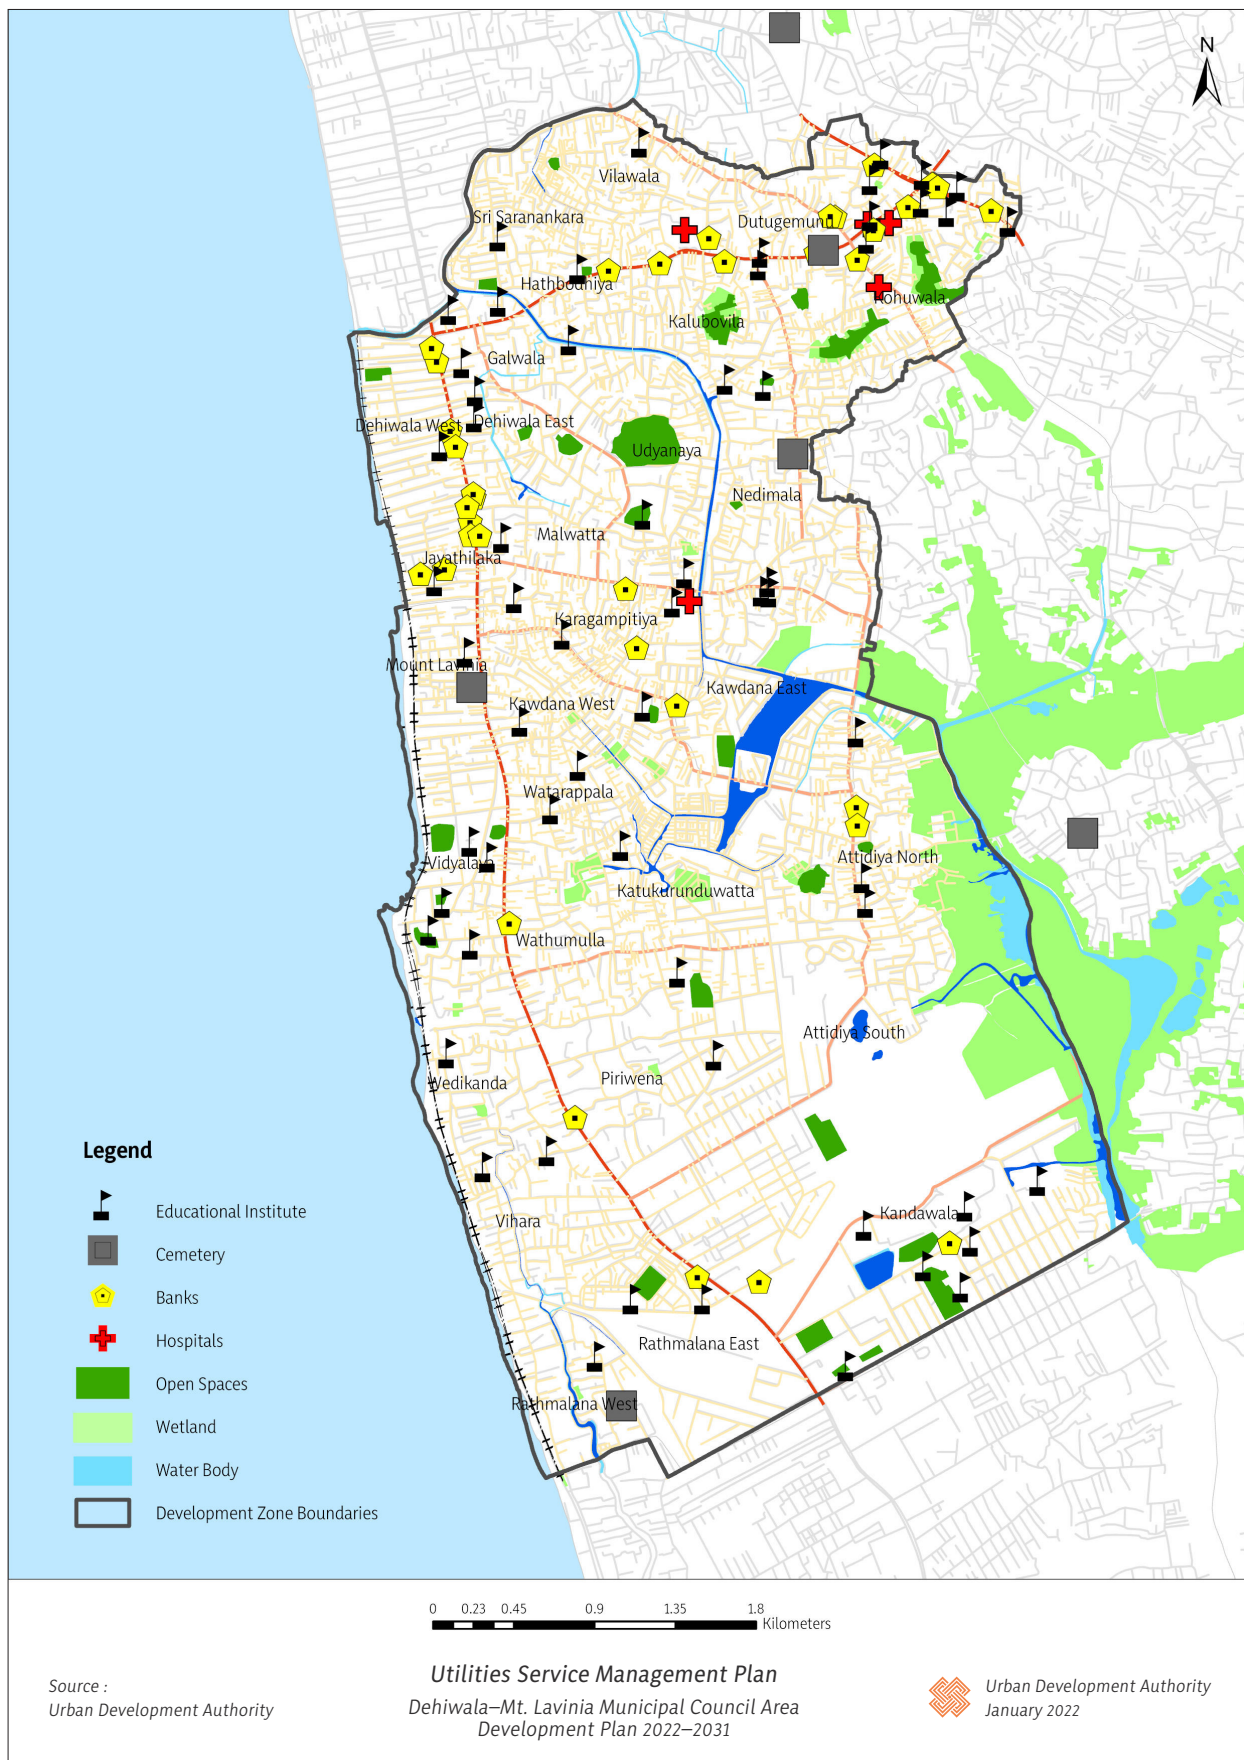 N
Vilawala
Sri Saranankara
Dutugemunu
Hathbodhiya
Kohuwala
Kalubovila
Galwala
Dehiwala West
Dehiwala East
Udyanaya
Nedimala
Malwatta
Jayathilaka
Karagampitiya
Mount Lavinia
Kawdana East
Kawdana West
Watarappala
Vidyalaya
Attidiya North
Katukurunduwatta
Wathumulla
Attidiya South
Piriwena
Wedikanda
Vihara
Kandawala
Rathmalana East
Rathmalana West
Legend
Educational Institute
Cemetery
Banks
Hospitals
Open Spaces
Wetland
Water Body
Development Zone Boundaries
0 0.23 0.45 0.9 1.35 1.8
Kilometers
Utilities Service Management Plan
Dehiwala–Mt. Lavinia Municipal Council Area
Development Plan 2022–2031
Source :
Urban Development Authority
Urban Development Authority
January 2022